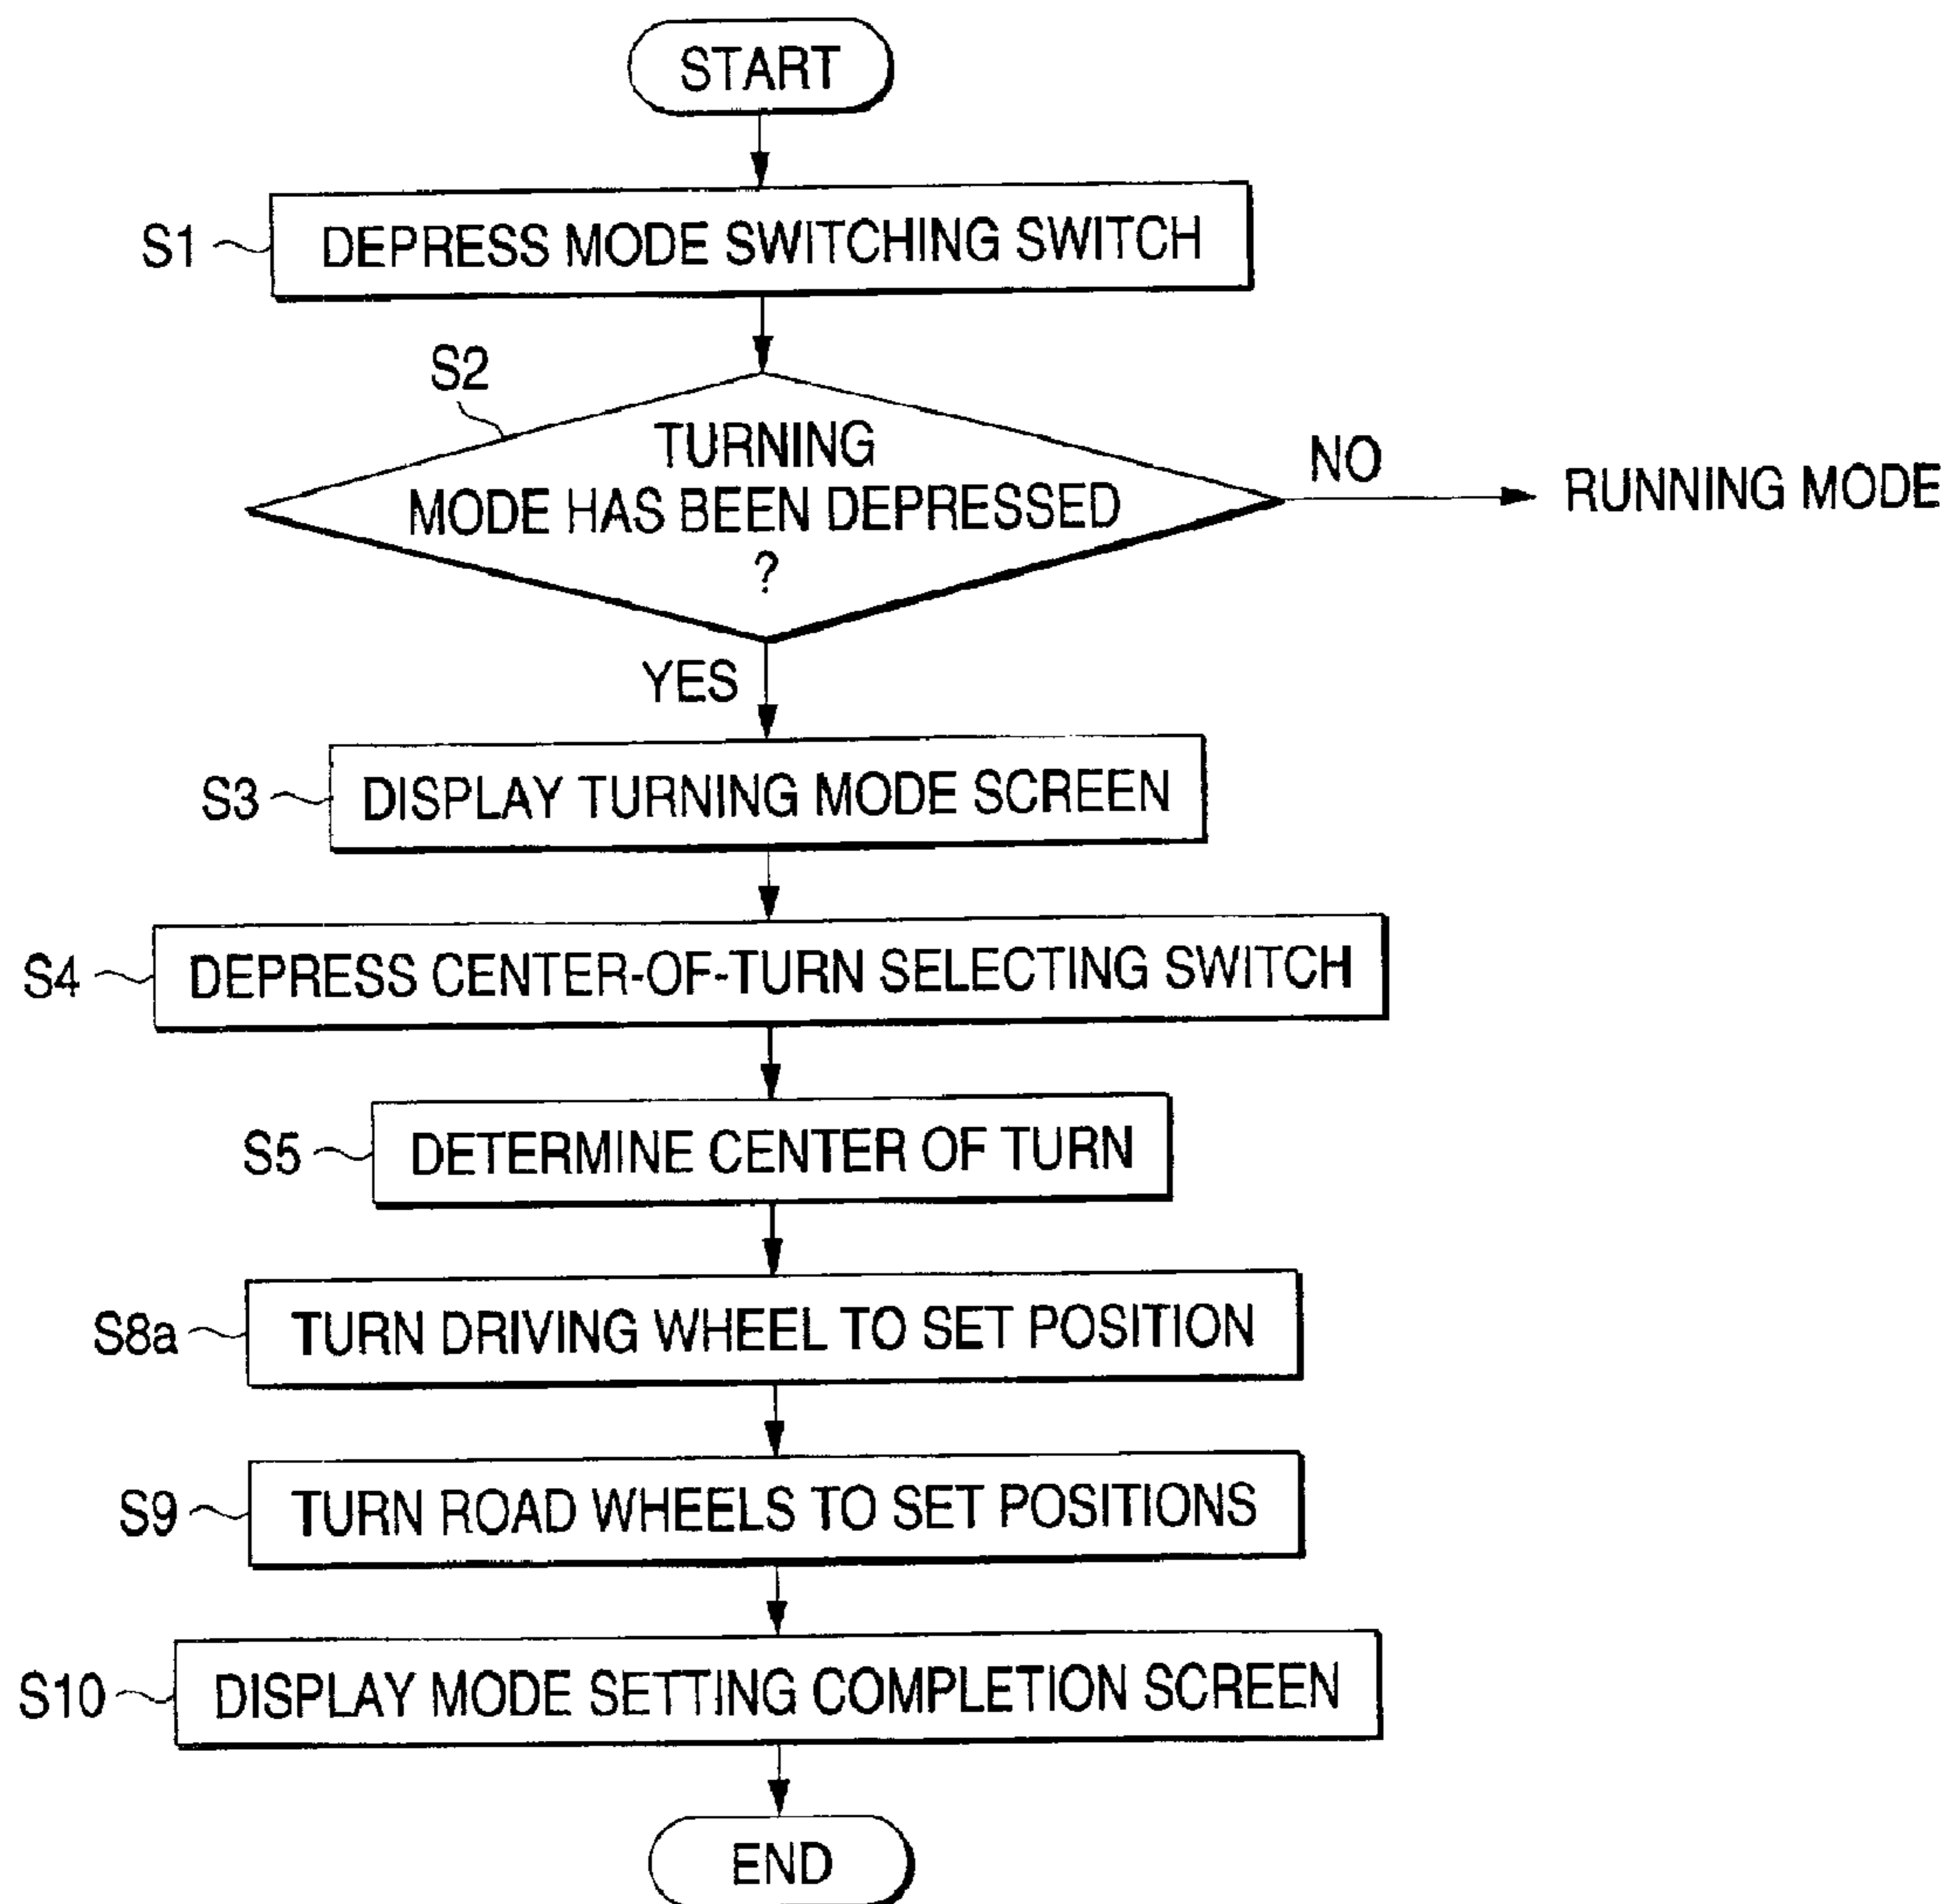 START
S1
DEPRESS MODE SWITCHING SWITCH
S2
TURNING
MODE HAS BEEN DEPRESSED
?
NO
RUNNING MODE
YES
S3
DISPLAY TURNING MODE SCREEN
S4
DEPRESS CENTER-OF-TURN SELECTING SWITCH
S5
DETERMINE CENTER OF TURN
S8a
TURN DRIVING WHEEL TO SET POSITION
S9
TURN ROAD WHEELS TO SET POSITIONS
S10
DISPLAY MODE SETTING COMPLETION SCREEN
END